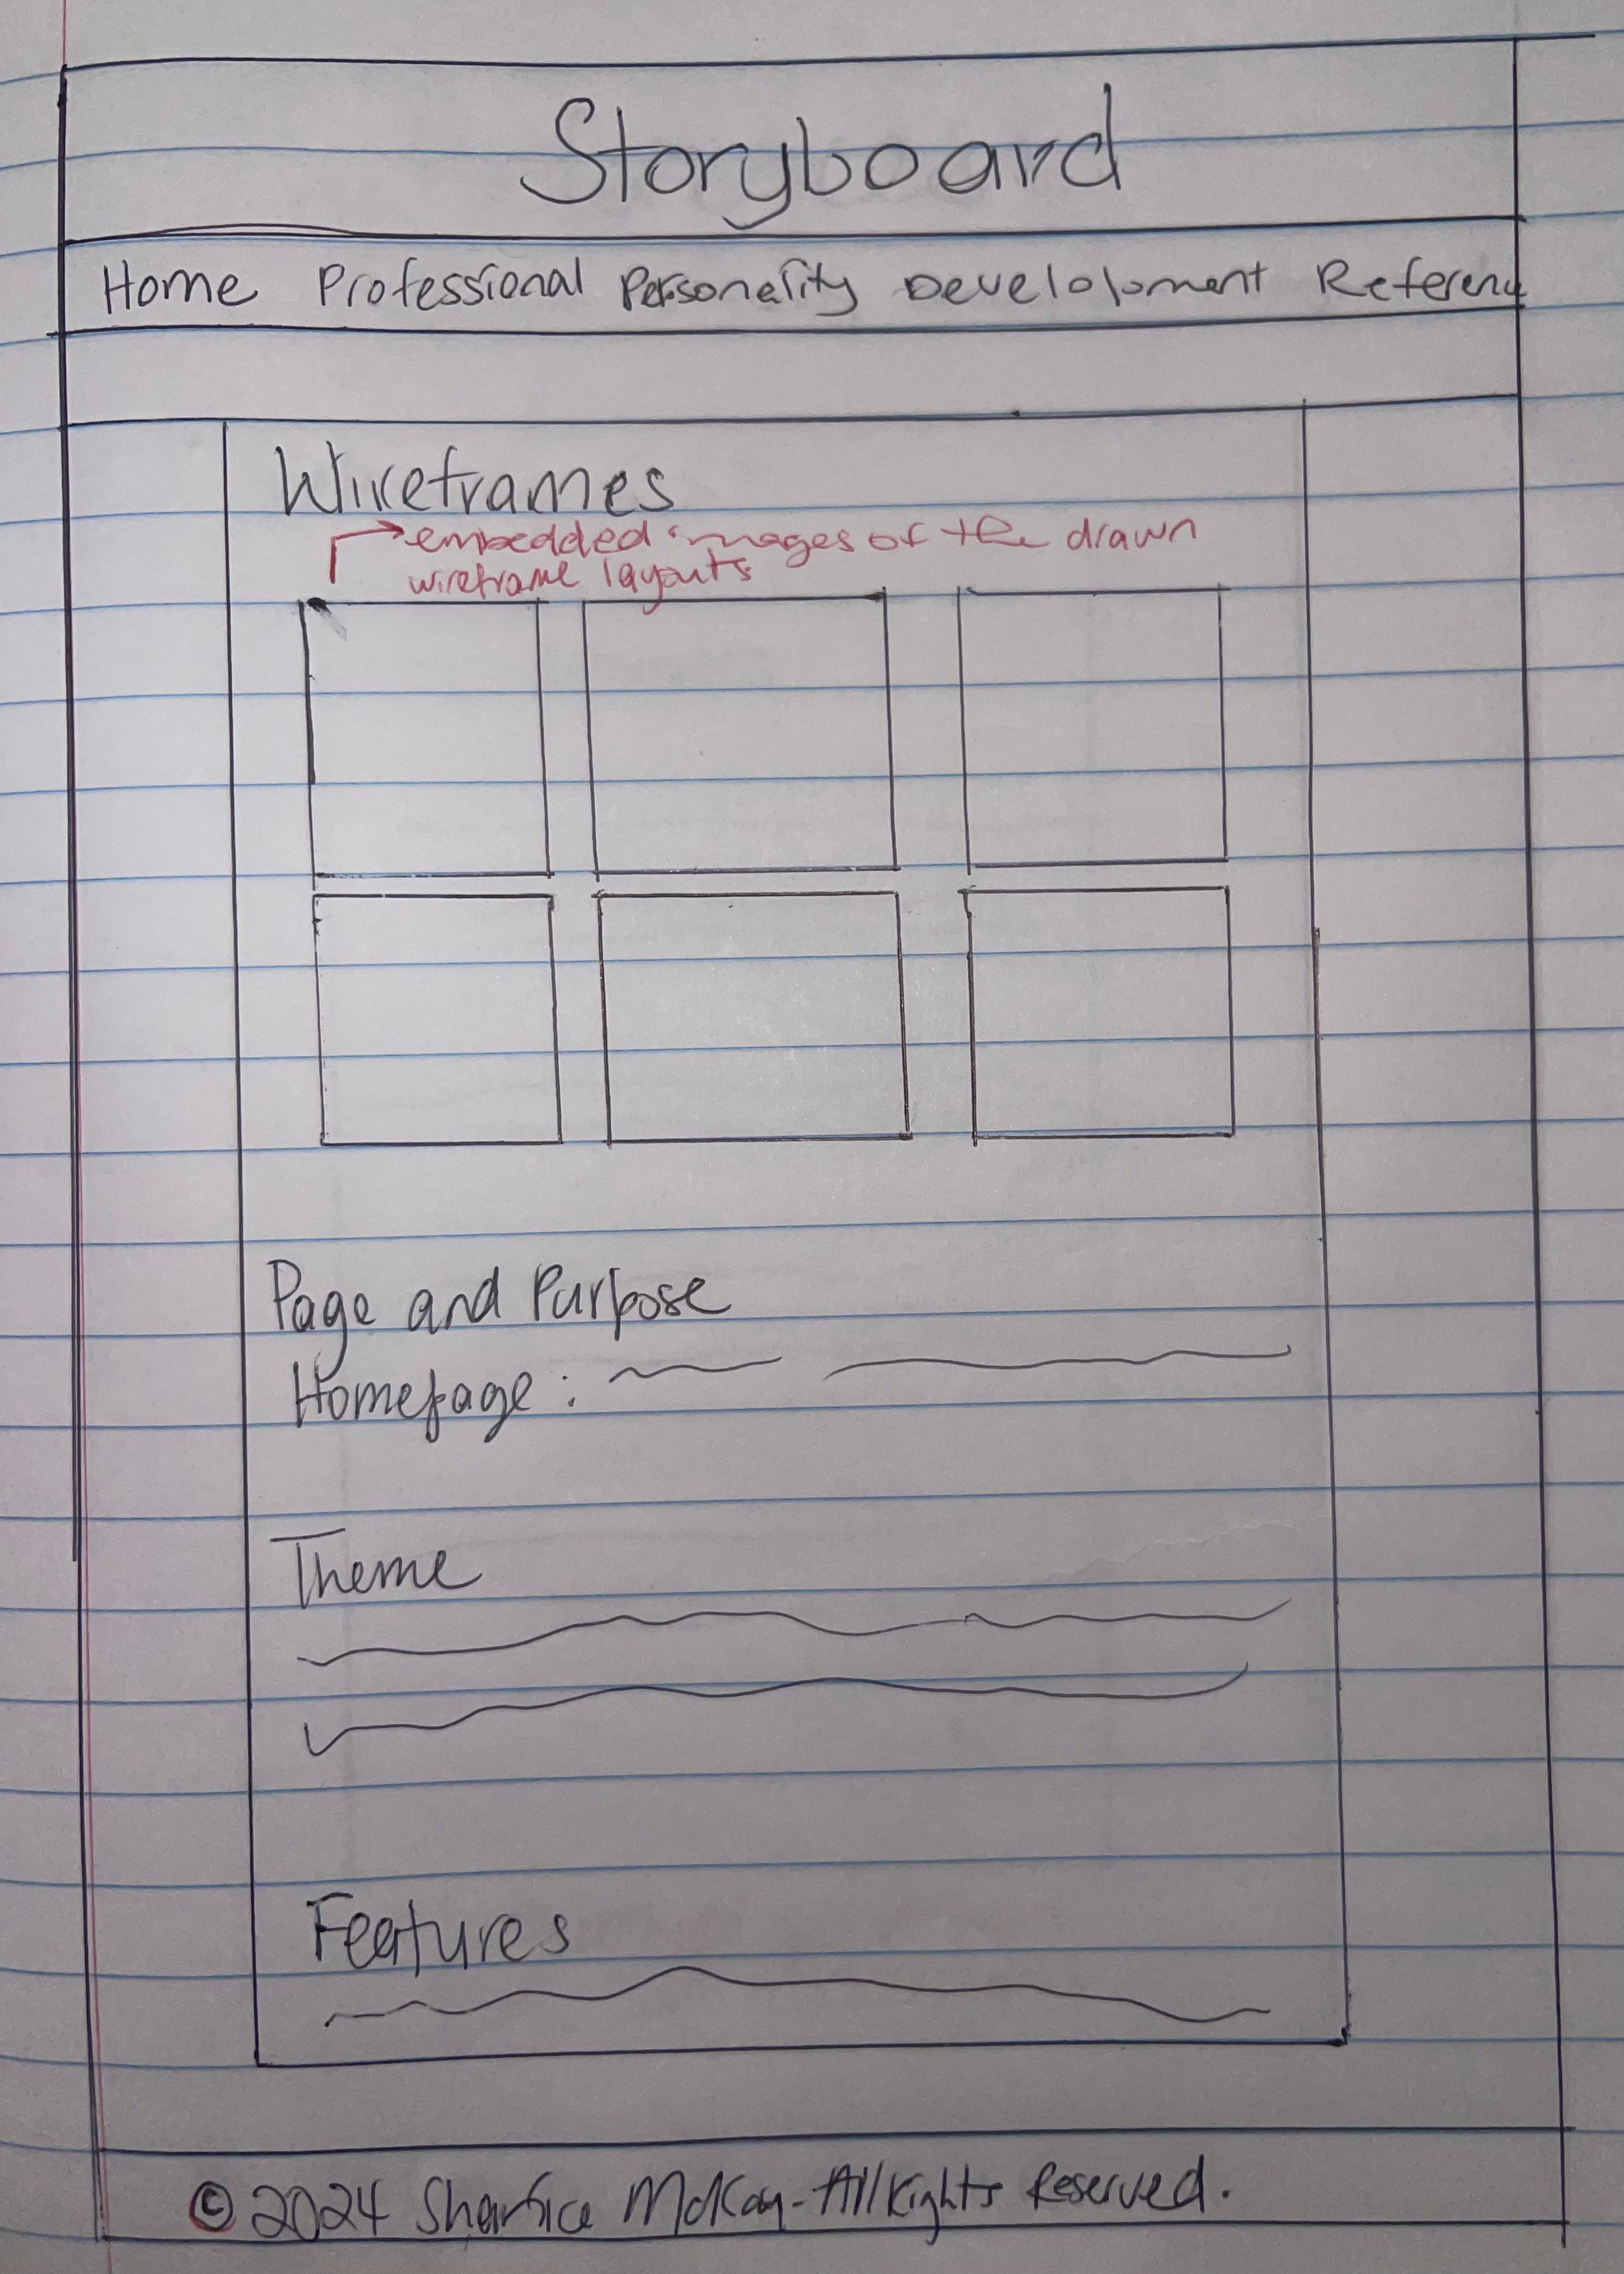 Storyboard
Home Professional Personality Development Referenc
Wireframes
embedded images of the drawn
wireframe layouts
Page and Purpose
Homepage:
Theme
Features
© 2024 McKay - All Rights Reserved.